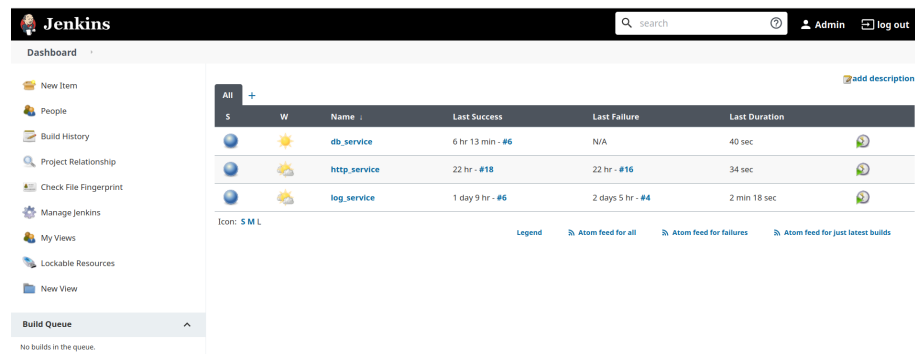 Jenkins
search
Admin
log out
Dashboard
New Item
People
Build History
Project Relationship
Check File Fingerprint
Manage Jenkins
My Views
Lockable Resources
New View
Build Queue
No builds in the queue.
add description
All +
S W Name ↓ Last Success Last Failure Last Duration
db_service 6 hr 13 min - #6 N/A 40 sec
http_service 22 hr - #18 22 hr - #16 34 sec
log_service 1 day 9 hr - #6 2 days 5 hr - #4 2 min 18 sec
Icon: S M L
Legend Atom feed for all Atom feed for failures Atom feed for just latest builds